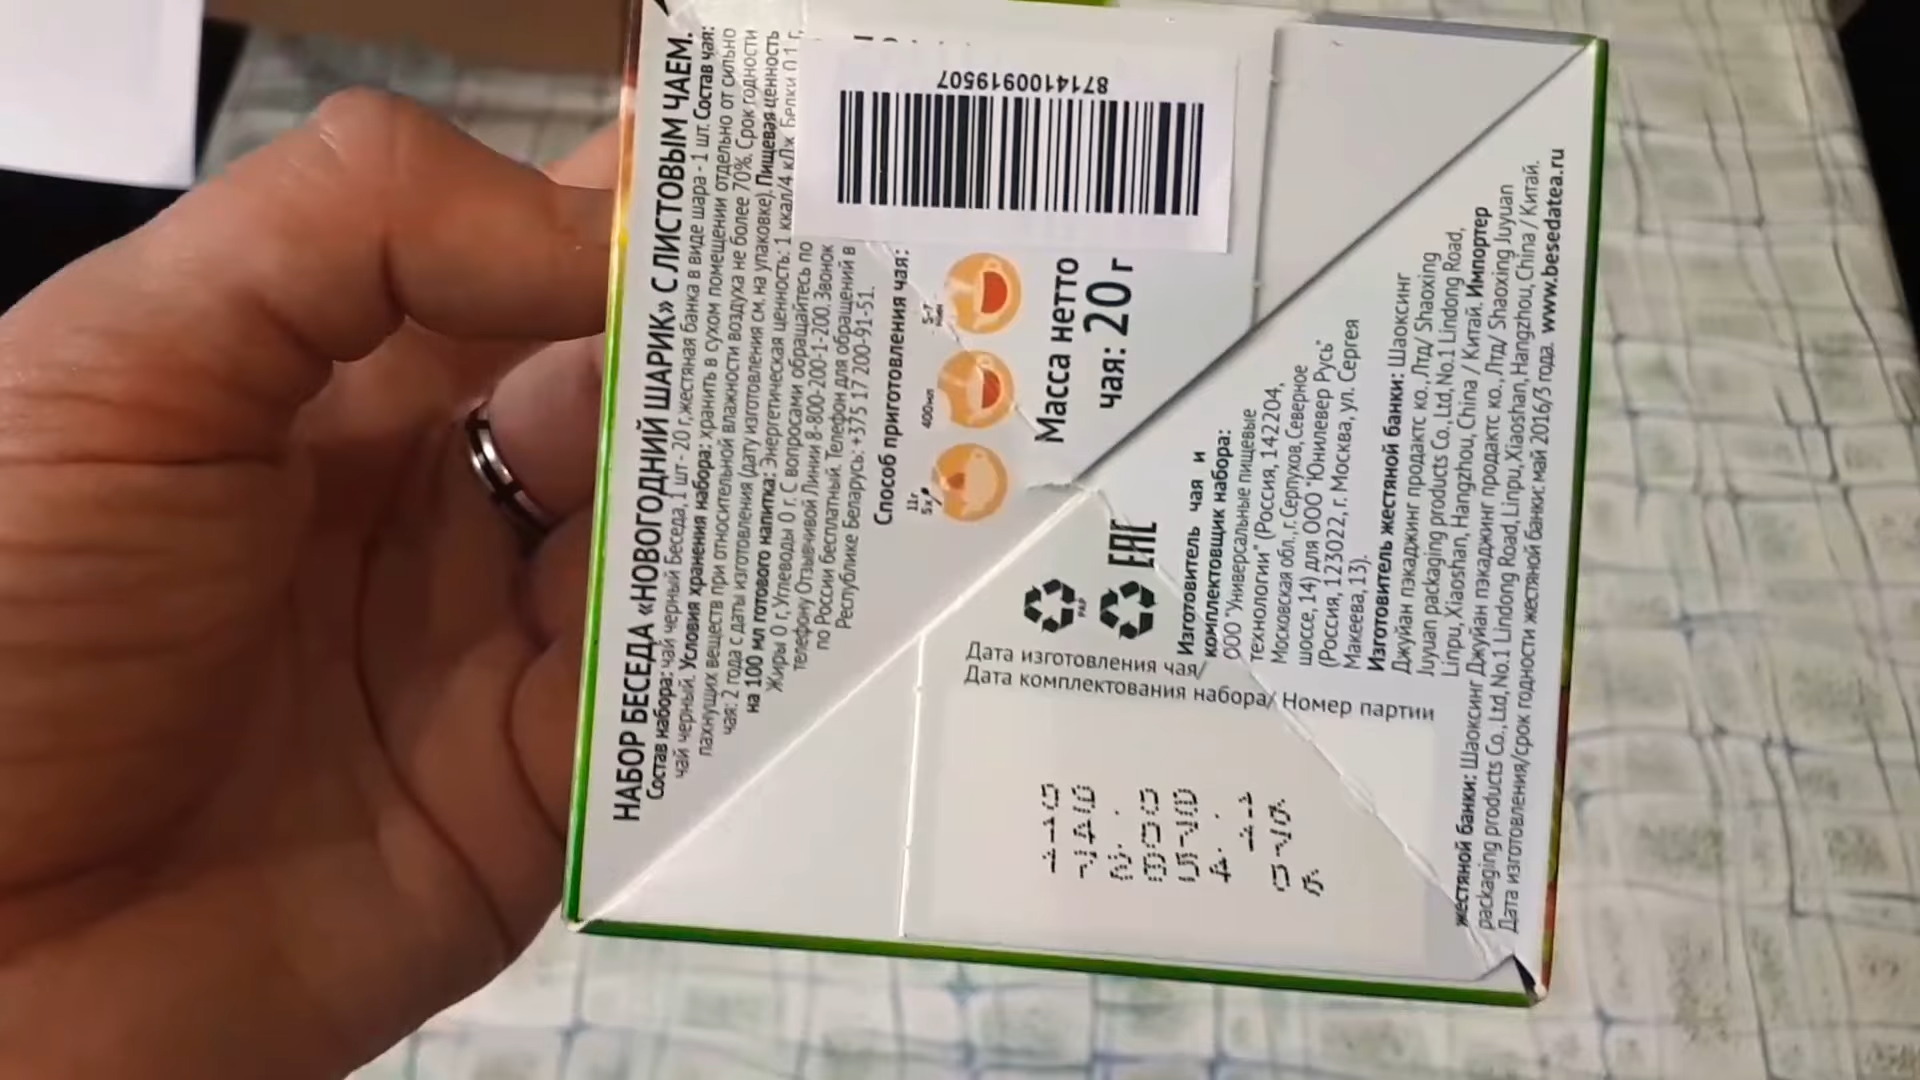 НАБОР БЕСЕДА «НОВОГОДНИЙ ШАРИК» С ЛИСТОВЫМ ЧАЕМ.
Состав набора: чай черный Беседа, 1 шт - 20 г, жестяная банка в виде шара - 1 шт. Состав чая:
чай черный. Условия хранения набора: хранить в сухом помещении отдельно от сильно
пахнущих веществ при относительной влажности воздуха не более 70%. Срок годности
чая: 2 года с даты изготовления (дату изготовления см. на упаковке). Пищевая ценность
на 100 мл готового напитка: Энергетическая ценность: 1 ккал/4 кДж Белки 0.1 г,
Жиры 0 г, Углеводы 0 г. С вопросами обращайтесь по
телефону Отзывчивой Линии 8-800-200-1-200. Звонок
по России бесплатный. Телефон для обращений в
Республике Беларусь: +375 17 200-91-51.
Способ приготовления чая:
11г
5x
400мл
5-7
мин
8714100919507
Масса нетто
чая: 20 г
PAP
EAC
Изготовитель чая и
комплектовщик набора:
ООО "Универсальные пищевые
технологии" (Россия, 142204,
Московская обл., г. Серпухов, Северное
шоссе, 14) для ООО "Юнилевер Русь"
(Россия, 123022, г. Москва, ул. Сергея
Макеева, 13).
Изготовитель жестяной банки: Шаоксинг
Джуйан пэкаджинг продактс ко., Лтд/ Shaoxing
Juyuan packaging products Co., Ltd, No.1 Lindong Road,
Linpu, Xiaoshan, Hangzhou, China / Китай. Импортер
жестяной банки: Шаоксинг Джуйан пэкаджинг продактс ко., Лтд/ Shaoxing Juyuan
packaging products Co., Ltd, No.1 Lindong Road, Linpu, Xiaoshan, Hangzhou, China / Китай.
Дата изготовления/срок годности жестяной банки: май 2016/3 года. www.besedatea.ru
Дата изготовления чая/
Дата комплектования набора/ Номер партии